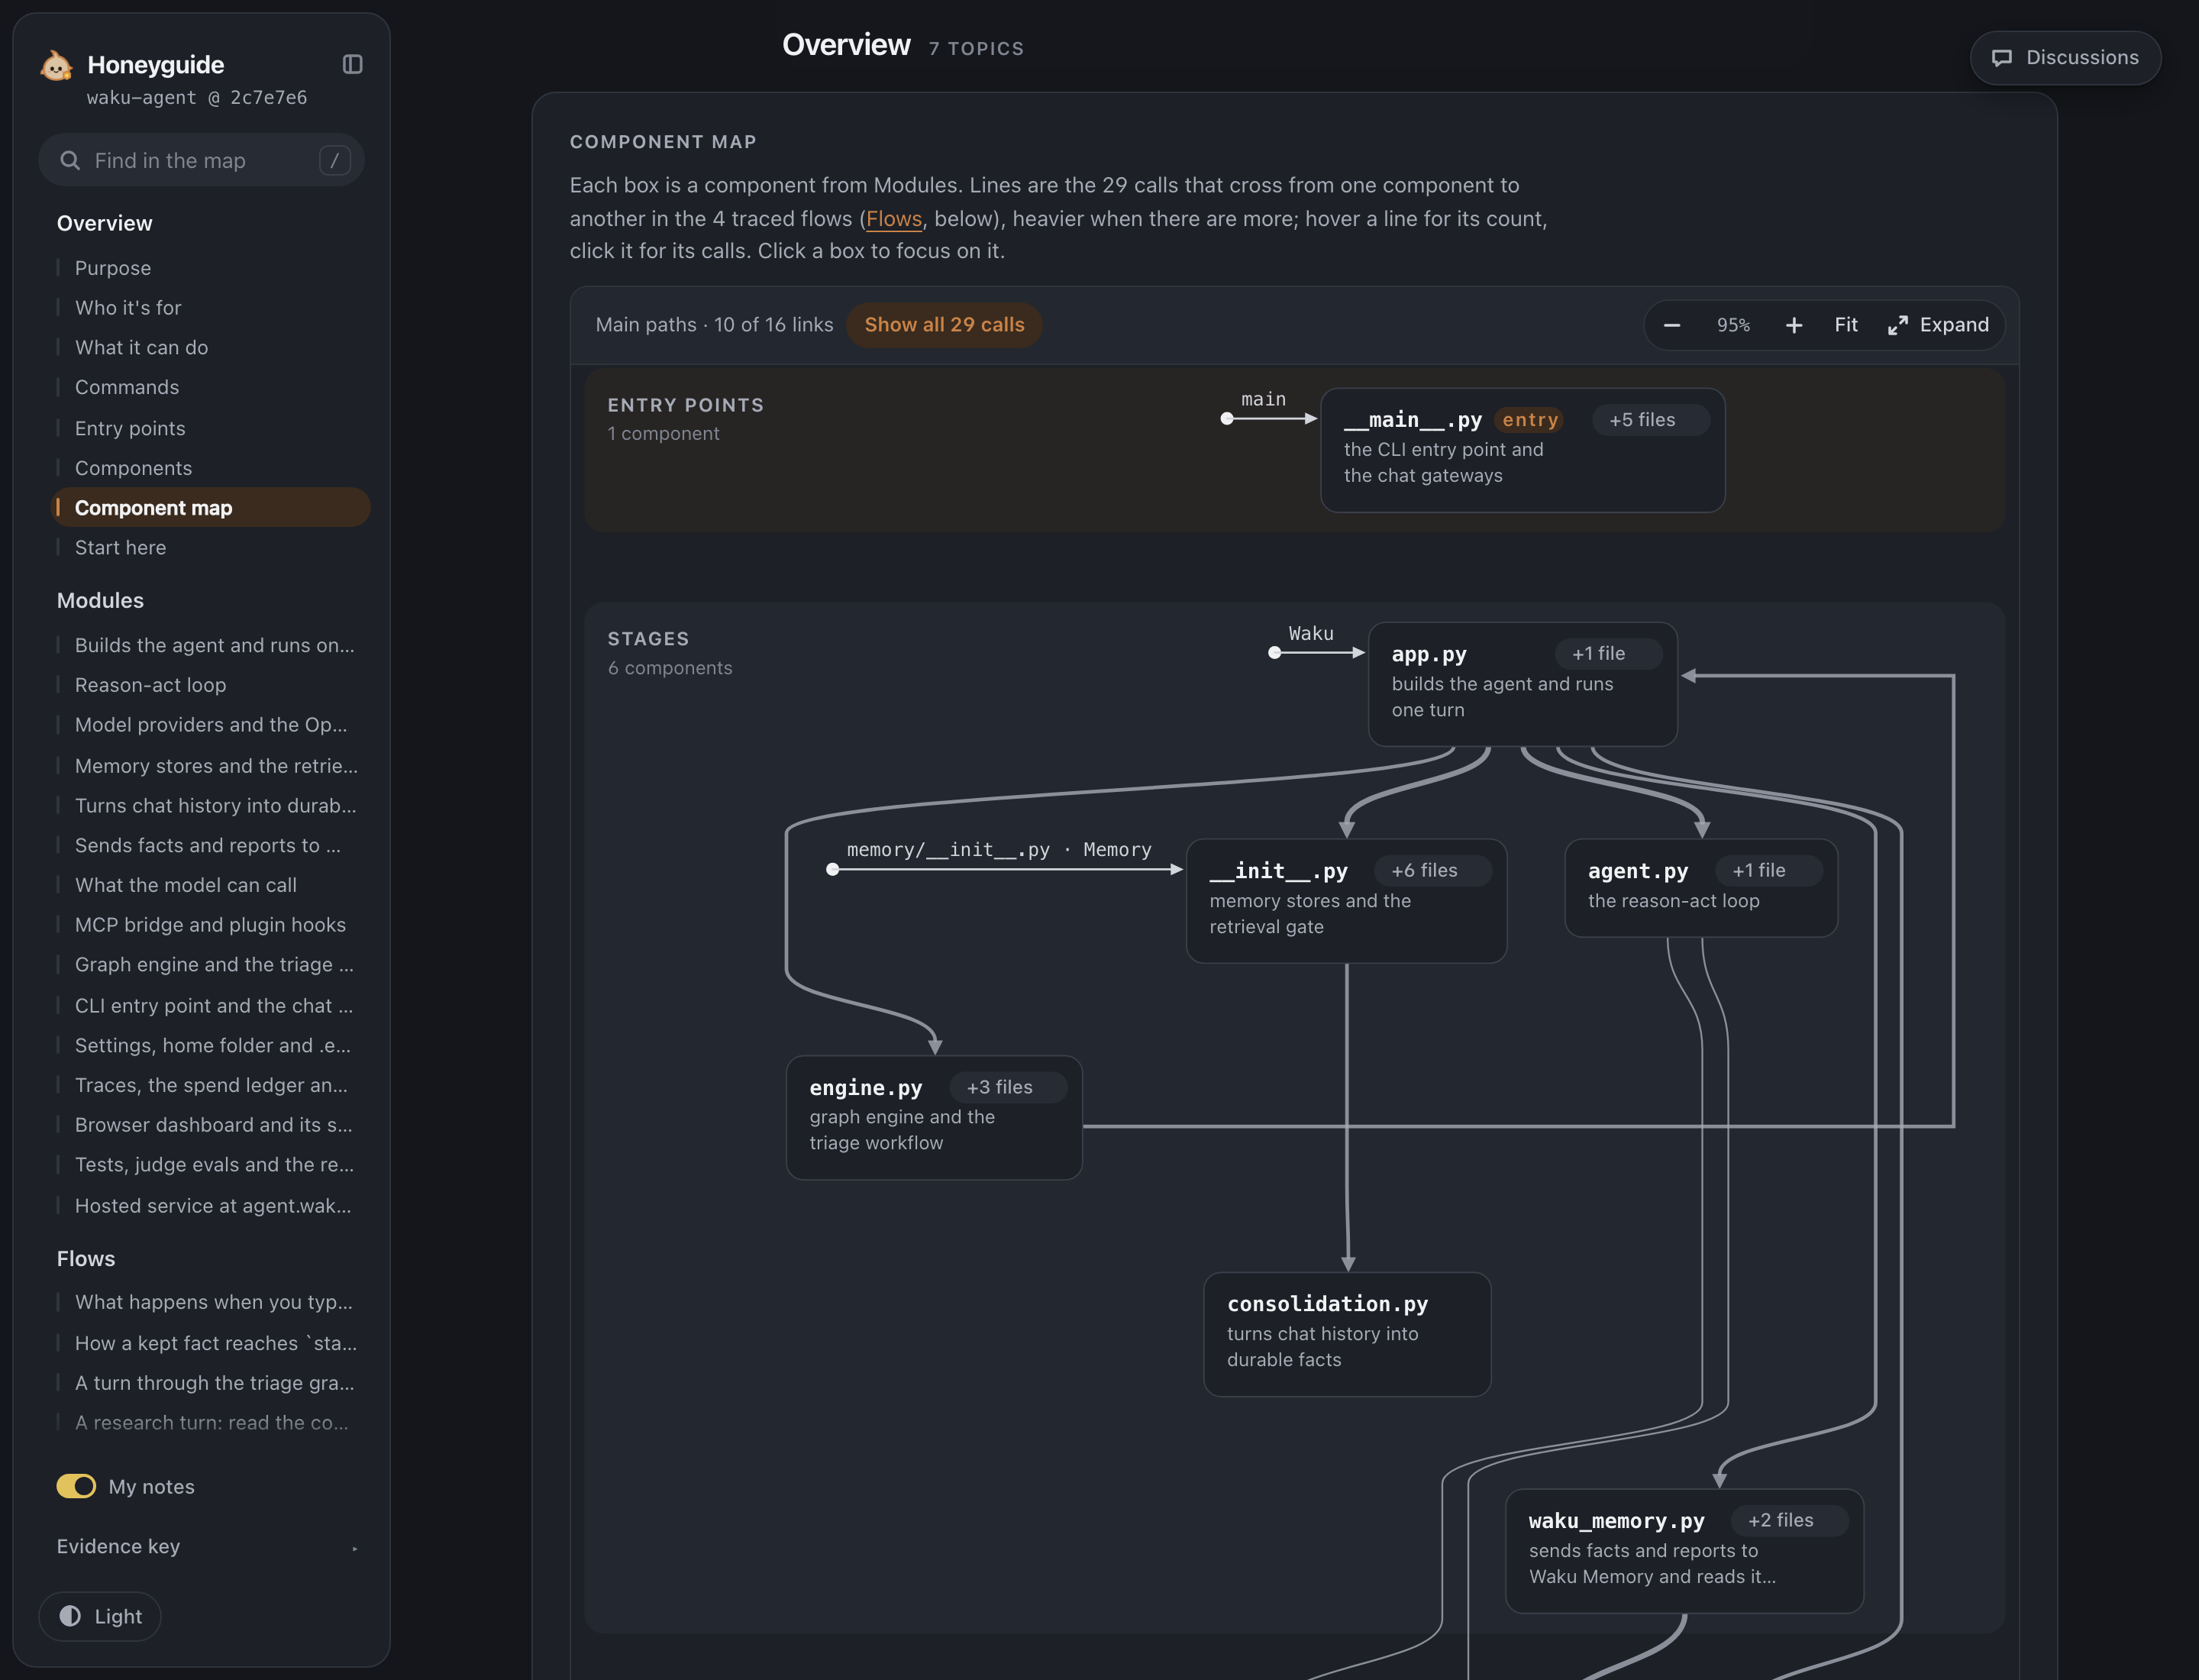 Honeyguide
waku-agent @ 2c7e7e6
Find in the map /
Overview
Purpose
Who it's for
What it can do
Commands
Entry points
Components
Component map
Start here
Modules
Builds the agent and runs on...
Reason-act loop
Model providers and the Op...
Memory stores and the retrie...
Turns chat history into durab...
Sends facts and reports to ...
What the model can call
MCP bridge and plugin hooks
Graph engine and the triage ...
CLI entry point and the chat ...
Settings, home folder and .e...
Traces, the spend ledger an...
Browser dashboard and its s...
Tests, judge evals and the re...
Hosted service at agent.wak...
Flows
What happens when you typ...
How a kept fact reaches `sta...
A turn through the triage gra...
A research turn: read the co...
My notes
Evidence key
Light
Overview 7 TOPICS
Discussions
COMPONENT MAP
Each box is a component from Modules. Lines are the 29 calls that cross from one component to
another in the 4 traced flows (Flows, below), heavier when there are more; hover a line for its count,
click it for its calls. Click a box to focus on it.
Main paths · 10 of 16 links Show all 29 calls
− 95% + Fit Expand
ENTRY POINTS
1 component
main
__main__.py entry +5 files
the CLI entry point and
the chat gateways
STAGES
6 components
Waku
app.py +1 file
builds the agent and runs
one turn
memory/__init__.py · Memory
__init__.py +6 files
memory stores and the
retrieval gate
agent.py +1 file
the reason-act loop
engine.py +3 files
graph engine and the
triage workflow
consolidation.py
turns chat history into
durable facts
waku_memory.py +2 files
sends facts and reports to
Waku Memory and reads it...